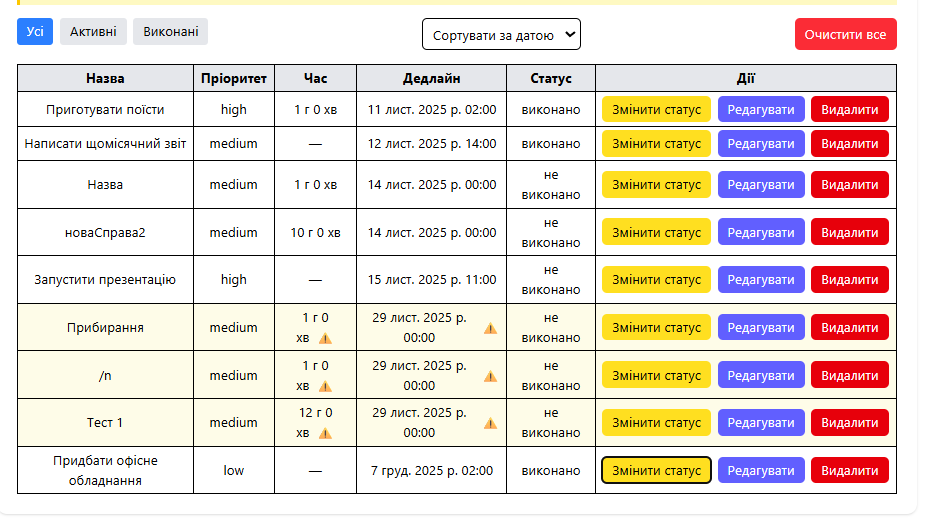 Усі Активні Виконані Сортувати за датою Очистити все
Назва Пріоритет Час Дедлайн Статус Дії
Приготувати поїсти high 1 г 0 хв 11 лист. 2025 р. 02:00 виконано Змінити статус Редагувати Видалити
Написати щомісячний звіт medium — 12 лист. 2025 р. 14:00 виконано Змінити статус Редагувати Видалити
Назва medium 1 г 0 хв 14 лист. 2025 р. 00:00 не
виконано Змінити статус Редагувати Видалити
новаСправа2 medium 10 г 0 хв 14 лист. 2025 р. 00:00 не
виконано Змінити статус Редагувати Видалити
Запустити презентацію high — 15 лист. 2025 р. 11:00 не
виконано Змінити статус Редагувати Видалити
Прибирання medium 1 г 0
хв 29 лист. 2025 р.
00:00 не
виконано Змінити статус Редагувати Видалити
/n medium 1 г 0
хв 29 лист. 2025 р.
00:00 не
виконано Змінити статус Редагувати Видалити
Тест 1 medium 12 г 0
хв 29 лист. 2025 р.
00:00 не
виконано Змінити статус Редагувати Видалити
Придбати офісне
обладнання low — 7 груд. 2025 р. 02:00 виконано Змінити статус Редагувати Видалити